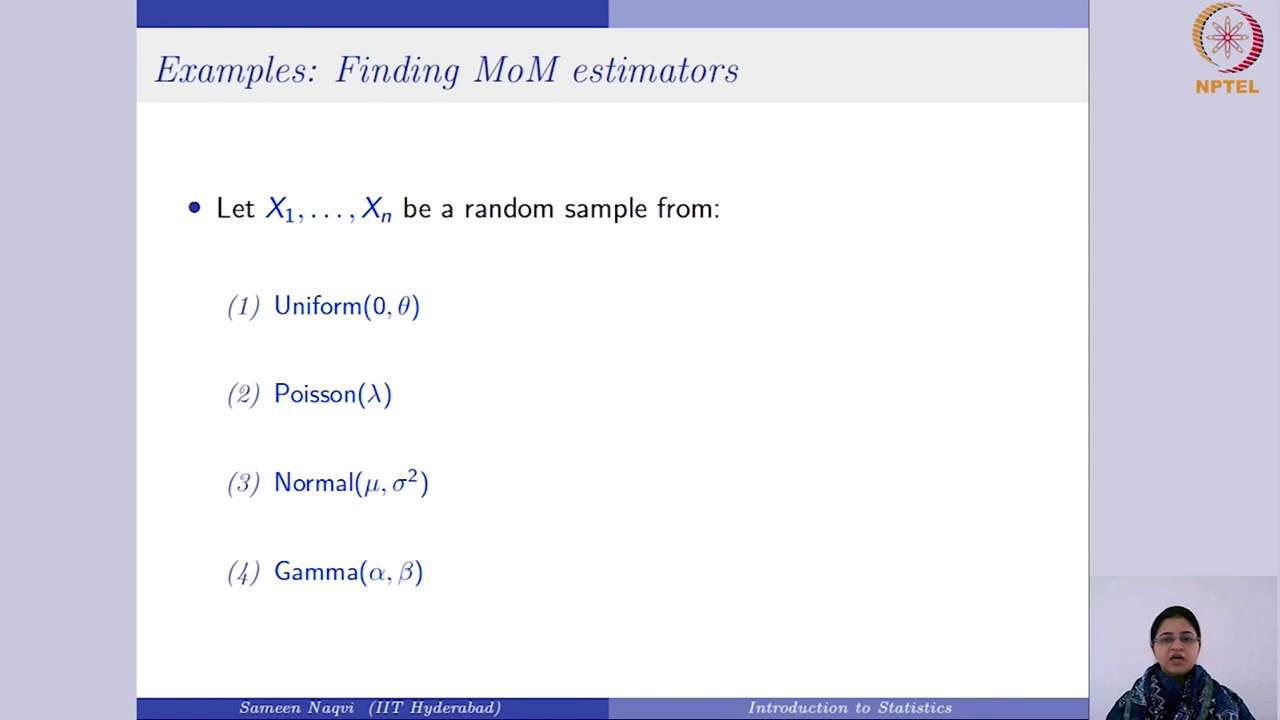 Examples: Finding MoM estimators
NPTEL
• Let X₁, . . . , Xₙ be a random sample from:
(1) Uniform(0, θ)
(2) Poisson(λ)
(3) Normal(μ, σ²)
(4) Gamma(α, β)
Sameen Naqvi (IIT Hyderabad)
Introduction to Statistics